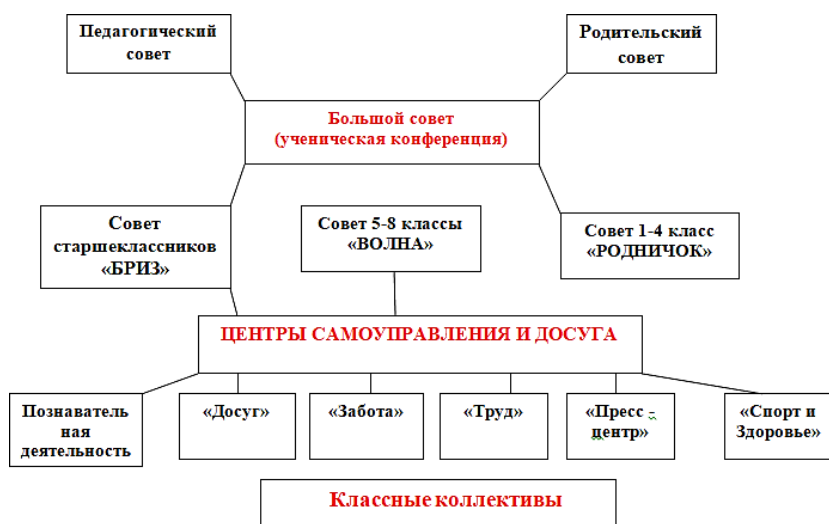 Педагогический
совет
Родительский
совет
Большой совет
(ученическая конференция)
Совет
старшеклассников
«БРИЗ»
Совет 5-8 классы
«ВОЛНА»
Совет 1-4 класс
«РОДНИЧОК»
ЦЕНТРЫ САМОУПРАВЛЕНИЯ И ДОСУГА
Познаватель
ная
деятельность
«Досуг»
«Забота»
«Труд»
«Пресс -
центр»
«Спорт и
Здоровье»
Классные коллективы